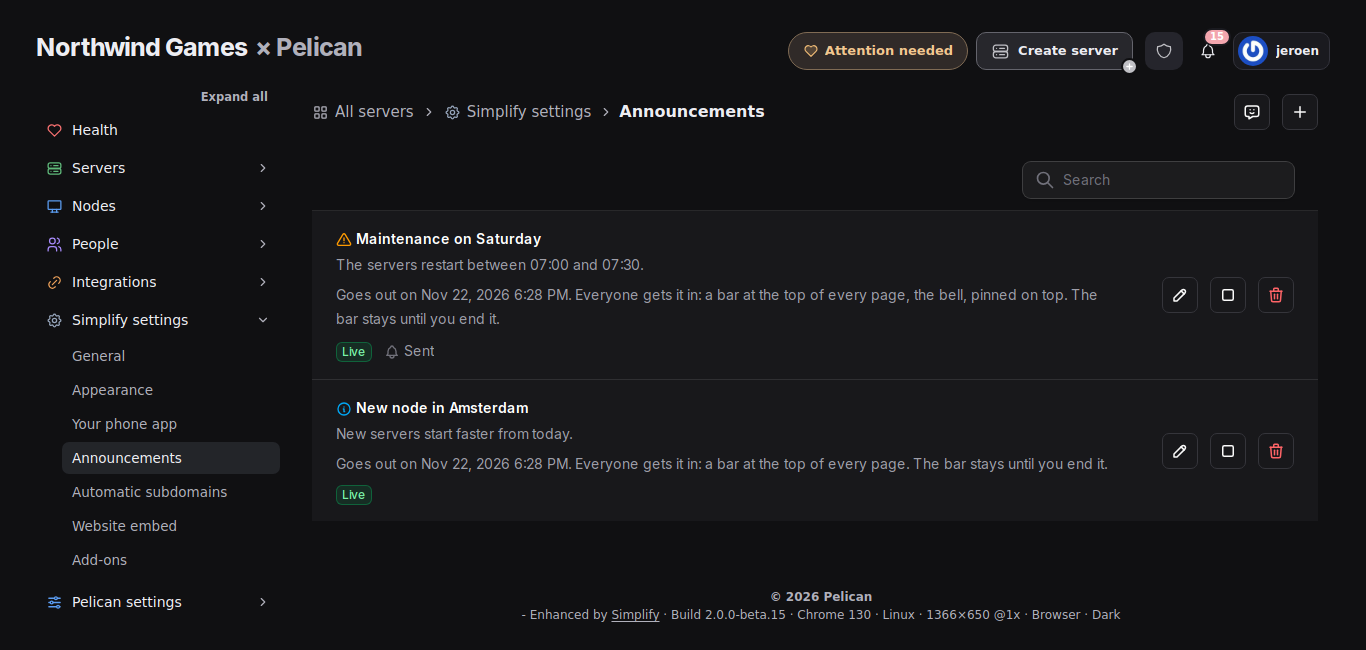 Northwind Games × Pelican
Attention needed
Create server
15
jeroen
Expand all
Health
Servers
Nodes
People
Integrations
Simplify settings
General
Appearance
Your phone app
Announcements
Automatic subdomains
Website embed
Add-ons
Pelican settings
All servers > Simplify settings > Announcements
Search
Maintenance on Saturday
The servers restart between 07:00 and 07:30.
Goes out on Nov 22, 2026 6:28 PM. Everyone gets it in: a bar at the top of every page, the bell, pinned on top. The
bar stays until you end it.
Live Sent
New node in Amsterdam
New servers start faster from today.
Goes out on Nov 22, 2026 6:28 PM. Everyone gets it in: a bar at the top of every page. The bar stays until you end it.
Live
© 2026 Pelican
- Enhanced by Simplify · Build 2.0.0-beta.15 · Chrome 130 · Linux · 1366×650 @1x · Browser · Dark